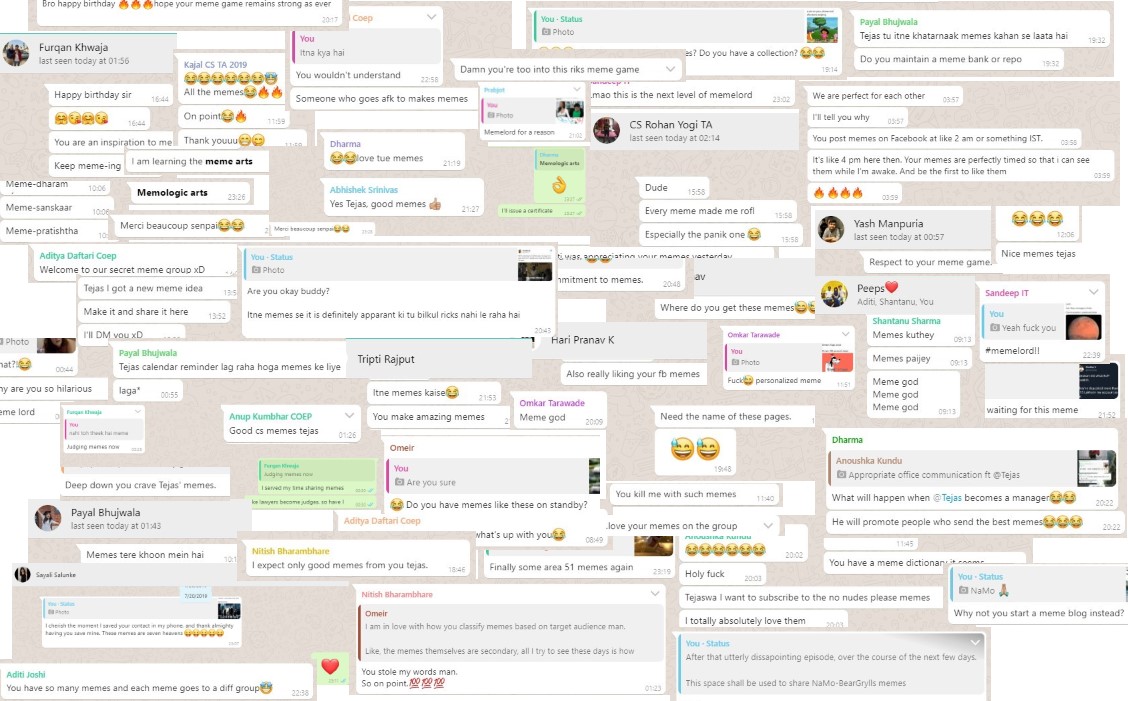 Bro happy birthday 🔥🔥🔥hope your meme game remains strong as ever
20:17
Coep
You
Itna kya hai
You wouldn't understand
22:58
Someone who goes afk to makes memes
You · Status
Photo
es? Do you have a collection? 😂😂
19:14
Payal Bhujwala
Tejas tu itne khatarnaak memes kahan se laata hai
19:32
Do you maintain a meme bank or repo
19:32
Furqan Khwaja
last seen today at 01:56
Happy birthday sir
16:44
🤗😘🤗😘
16:44
You are an inspiration to me
Keep meme-ing
Kajal CS TA 2019
All the memes😂🔥🔥
On point😂🔥
11:59
Thank youuu😁😊
11:59
I am learning the meme arts
Damn you're too into this riks meme game
Prabjot
You
Photo
Memelord for a reason
21:02
.mao this is the next level of memelord
23:02
CS Rohan Yogi TA
last seen today at 02:14
We are perfect for each other
03:57
I'll tell you why
03:57
You post memes on Facebook at like 2 am or something IST.
03:58
It's like 4 pm here then. Your memes are perfectly timed so that i can see
them while I'm awake. And be the first to like them
03:59
🔥🔥🔥🔥
03:59
Dharma
😂😂love tue memes
21:19
Abhishek Srinivas
Yes Tejas, good memes 👍🏼
21:27
Dharma
Memologic arts
👌
I'll issue a certificate
Meme-dharam
10:06
Meme-sanskaar
10:06
Meme-pratishtha
10:
Memologic arts
23:26
Merci beaucoup senpai😂😂
Merci beaucoup senpai😂😂
Dude
15:58
Every meme made me rofl
15:58
Especially the panik one😂
15:58
Yash Manpuria
last seen today at 00:57
Respect to your meme game.
😂😂😂
12:06
Nice memes tejas
Aditya Daftari Coep
Welcome to our secret meme group xD
Tejas I got a new meme idea
Make it and share it here
13:52
I'll DM you xD
You · Status
Photo
Are you okay buddy?
Itne memes se it is definitely apparant ki tu bilkul ricks nahi le raha hai
20:43
was appreciating your memes yesterday
mmitment to memes.
20:48
av
Where do you get these memes😂
Peeps❤️
Aditi, Shantanu, You
Shantanu Sharma
Memes kuthey
09:13
Memes paijey
09:13
Meme god
Meme god
Meme god
09:13
Sandeep IT
You
Yeah fuck you
#memelord!!
22:39
waiting for this meme
21:52
Photo
hat?😂
00:44
hy are you so hilarious
eme lord
Payal Bhujwala
Tejas calendar reminder lag raha hoga memes ke liye
laga*
00:55
Tripti Rajput
Itne memes kaise😂
21:53
You make amazing memes
Hari Pranav K
Also really liking your fb memes
Omkar Tarawade
You
Photo
Fuck😂 personalized meme
11:51
Omkar Tarawade
Meme god
20:09
Need the name of these pages.
😅😅
19:48
Furqan Khwaja
You
nahi toh theek hai meme
Judging memes now
Anup Kumbhar COEP
Good cs memes tejas
01:26
Furqan Khwaja
Judging memes now
I served my time sharing memes
ke lawyers become judges, so have I
Deep down you crave Tejas' memes.
Omeir
You
Are you sure
😂 Do you have memes like these on standby?
You kill me with such memes
11:40
Dharma
Anoushka Kundu
Appropriate office communication ft @Tejas
What will happen when @Tejas becomes a manager😂😂
20:22
He will promote people who send the best memes😂😂😂
20:22
11:45
You have a meme dictionary it seems
Payal Bhujwala
last seen today at 01:43
Memes tere khoon mein hai
Aditya Daftari Coep
what's up with you😂
08:49
Nitish Bharambhare
I expect only good memes from you tejas.
18:46
Finally some area 51 memes again
23:19
.love your memes on the group
Anoushka Kundu
20:02
Holy fuck
20:03
Tejaswa I want to subscribe to the no nudes please memes
I totally absolutely love them
20:03
You · Status
NaMo 🙏🏼
Why not you start a meme blog instead?
Sayali Salunke
7/20/2019
You · Status
Photo
I cherish the moment I saved your contact in my phone, and thank almighty
having you save mine. These memes are seven heavens
Nitish Bharambhare
Omeir
I am in love with how you classify memes based on target audience man.
Like, the memes themselves are secondary, all I try to see these days is how
You stole my words man.
So on point💯💯💯
01:23
You · Status
After that utterly dissapointing episode, over the course of the next few days.
This space shall be used to share NaMo-BearGrylls memes
Aditi Joshi
You have so many memes and each meme goes to a diff group😇
22:58
❤️